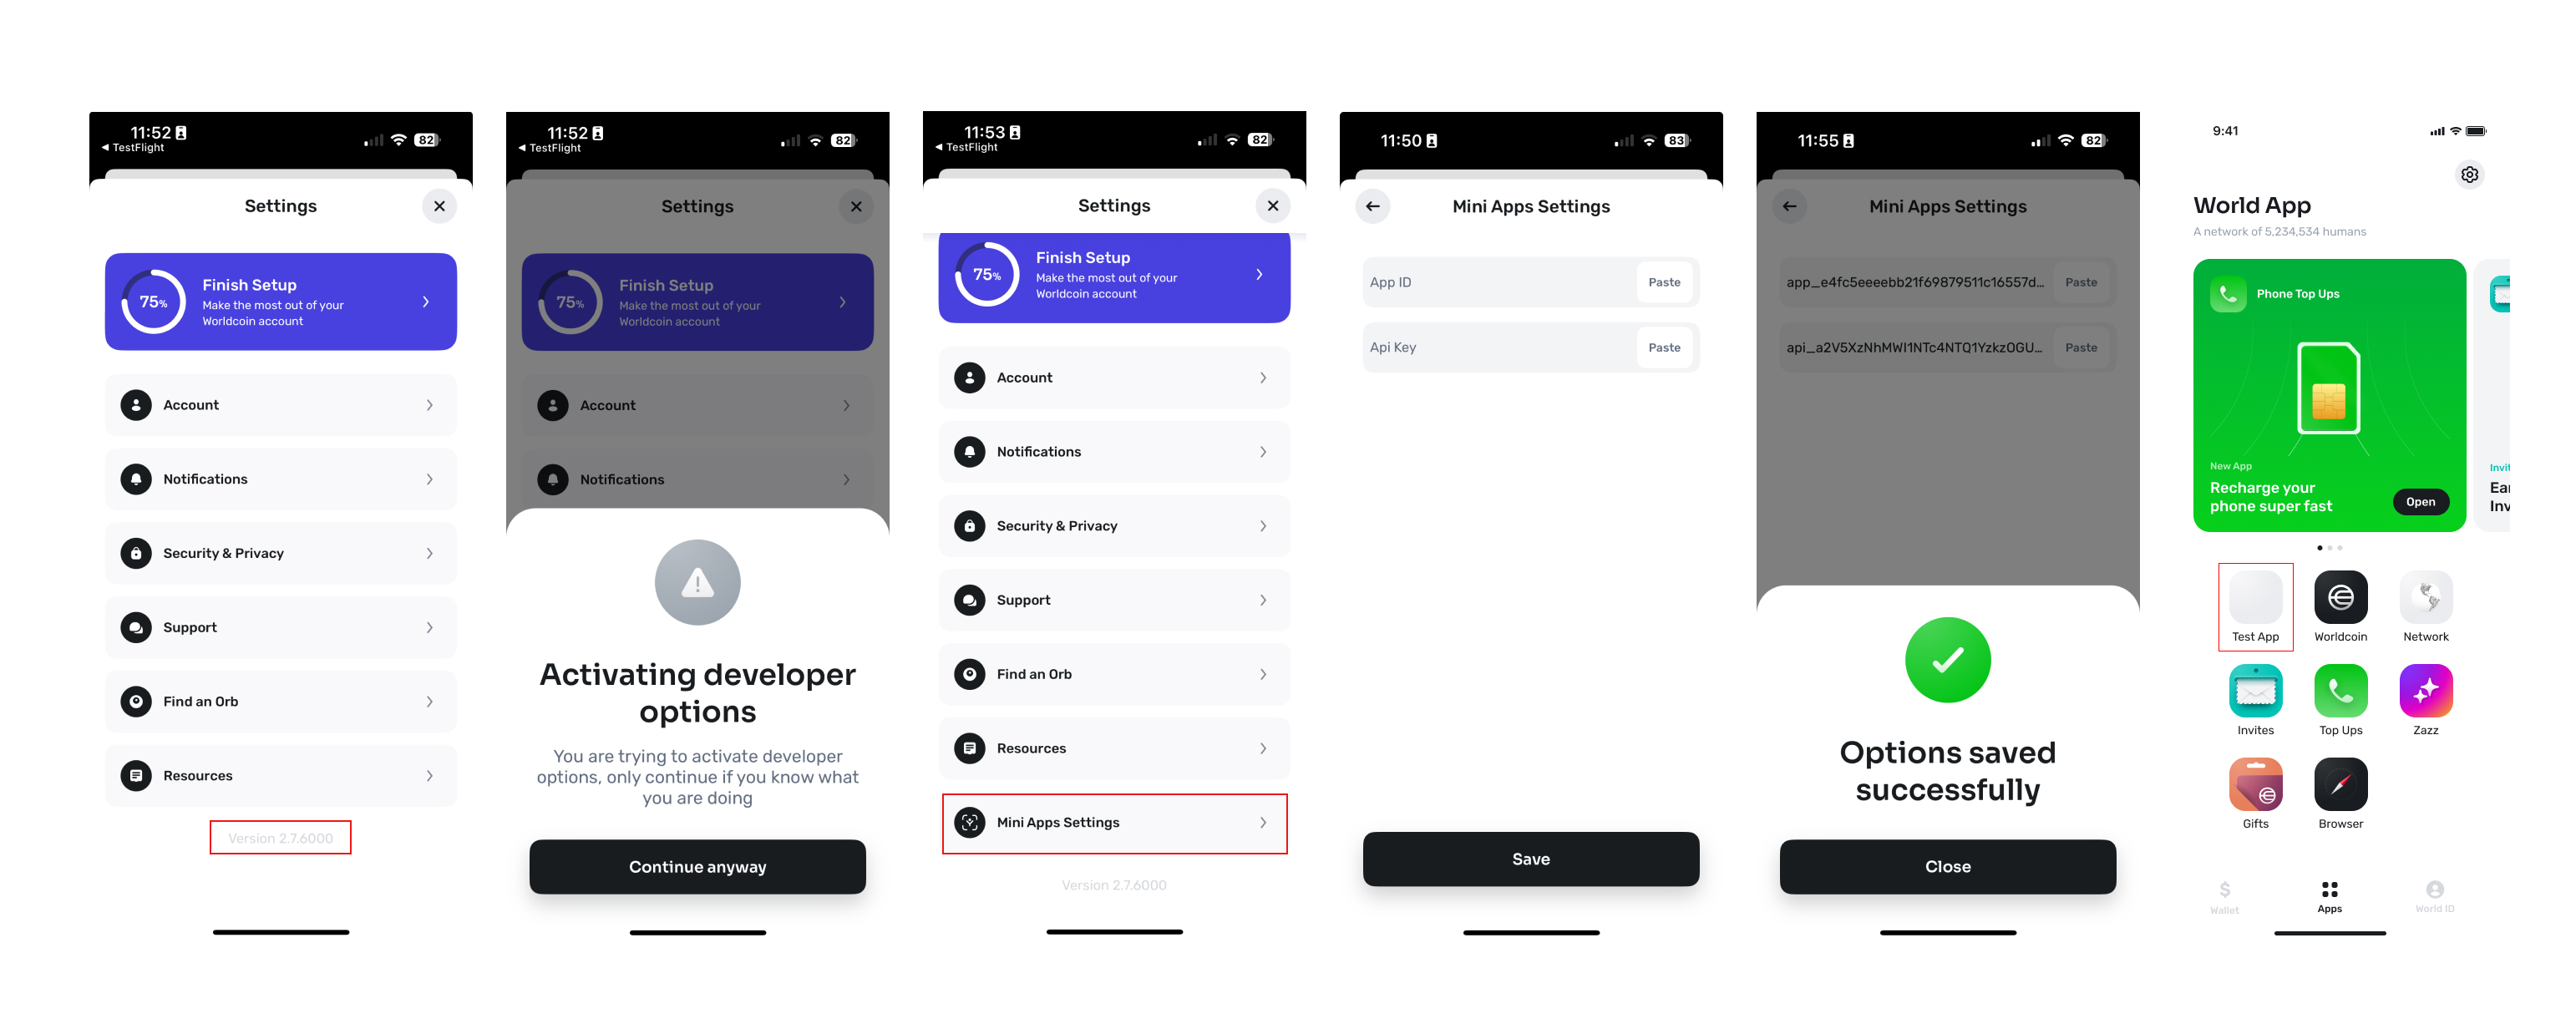 11:52
82
TestFlight
Settings
75%
Finish Setup
Make the most out of your
Worldcoin account
Account
Notifications
Security & Privacy
Support
Find an Orb
Resources
Version 2.7.6000
11:52
82
TestFlight
Settings
75%
Finish Setup
Make the most out of your
Worldcoin account
Account
Notifications
Activating developer
options
You are trying to activate developer
options, only continue if you know what
you are doing
Continue anyway
11:53
82
TestFlight
Settings
75%
Finish Setup
Make the most out of your
Worldcoin account
Account
Notifications
Security & Privacy
Support
Find an Orb
Resources
Mini Apps Settings
Version 2.7.6000
11:50
83
Mini Apps Settings
App ID
Paste
Api Key
Paste
Save
11:55
82
Mini Apps Settings
app_e4fc5eeeebb21f69879511c16557d...
Paste
api_a2V5XzNhMWI1NTc4NTQ1YzkzOGU...
Paste
Options saved
successfully
Close
9:41
World App
A network of 5,234,534 humans
Phone Top Ups
New App
Recharge your
phone super fast
Open
Invit
Ear
Inv
Test App
Worldcoin
Network
Invites
Top Ups
Zazz
Gifts
Browser
$
Wallet
Apps
World ID